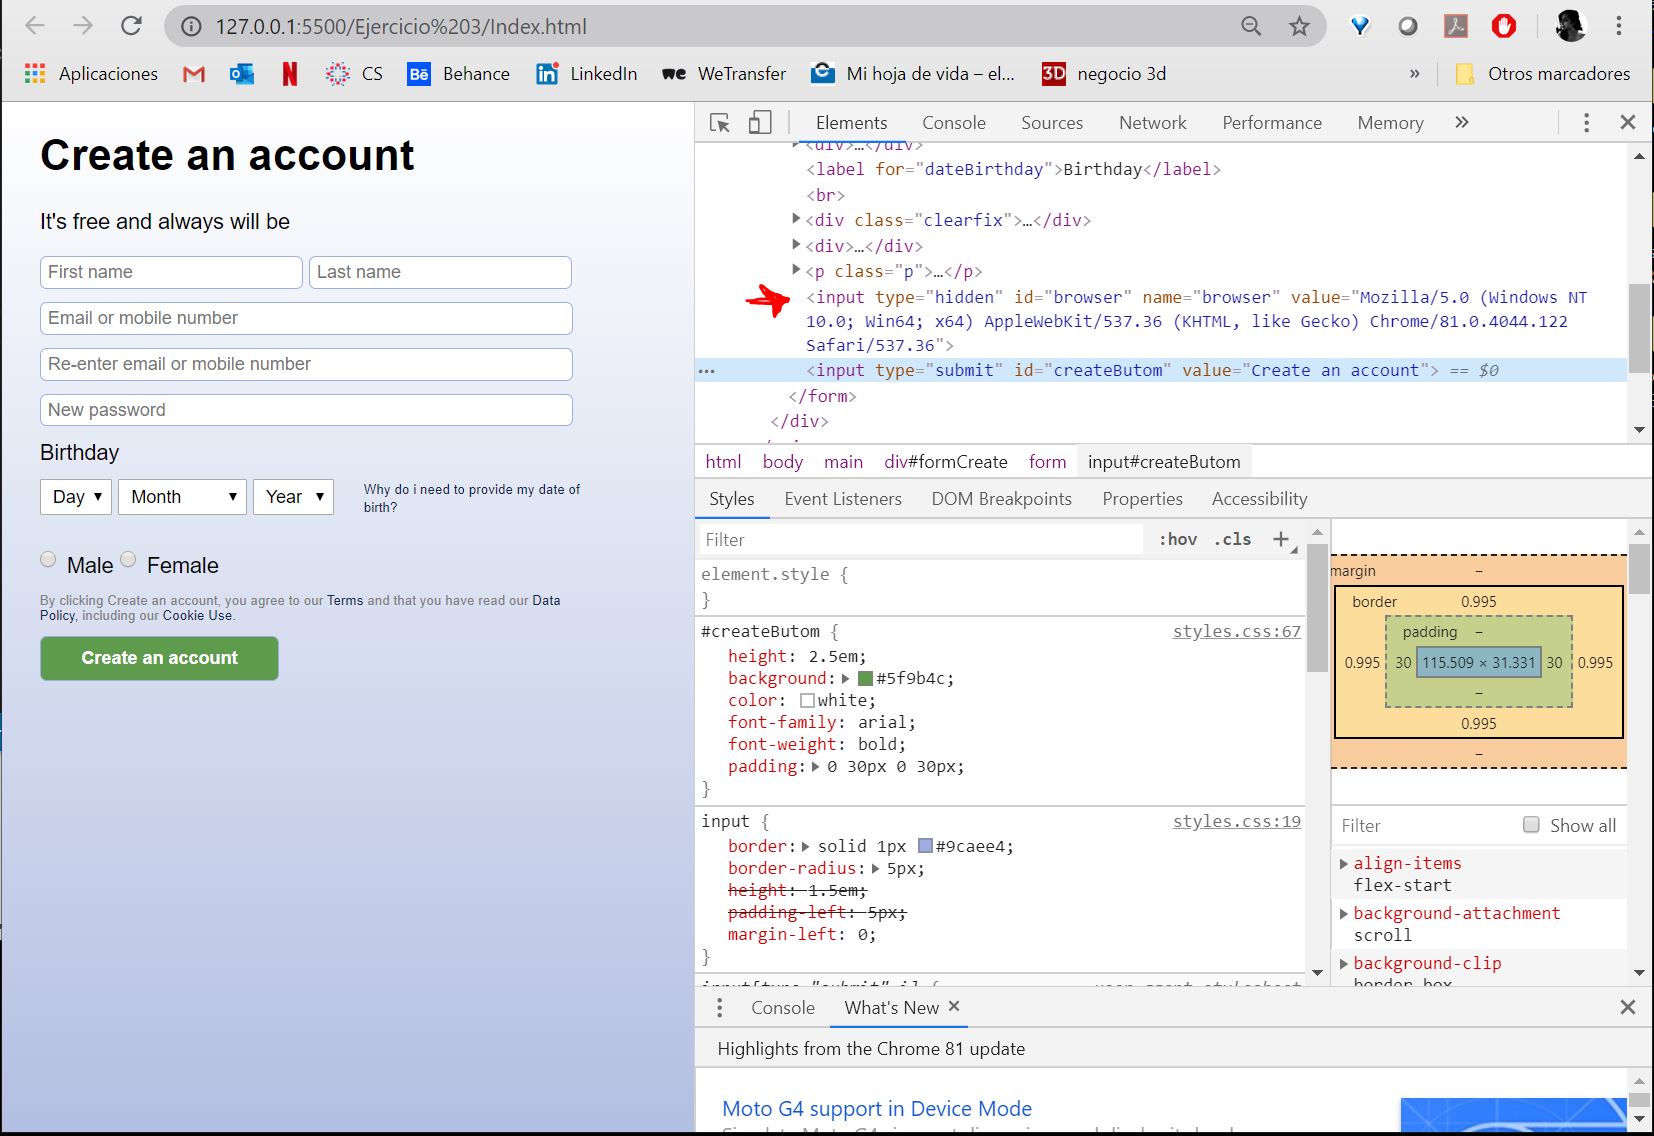 127.0.0.1:5500/Ejercicio%203/Index.html
Aplicaciones CS Behance LinkedIn WeTransfer Mi hoja de vida – el... 3D negocio 3d » Otros marcadores
Create an account
It's free and always will be
First name Last name
Email or mobile number
Re-enter email or mobile number
New password
Birthday
Day Month Year Why do i need to provide my date of
birth?
Male Female
By clicking Create an account, you agree to our Terms and that you have read our Data
Policy, including our Cookie Use.
Create an account
Elements Console Sources Network Performance Memory »
<div>…</div>
<label for="dateBirthday">Birthday</label>
<br>
<div class="clearfix">…</div>
<div>…</div>
<p class="p">…</p>
<input type="hidden" id="browser" name="browser" value="Mozilla/5.0 (Windows NT
10.0; Win64; x64) AppleWebKit/537.36 (KHTML, like Gecko) Chrome/81.0.4044.122
Safari/537.36">
<input type="submit" id="createButom" value="Create an account"> == $0
</form>
</div>
html body main div#formCreate form input#createButom
Styles Event Listeners DOM Breakpoints Properties Accessibility
Filter :hov .cls +
element.style {
}
#createButom { styles.css:67
height: 2.5em;
background: #5f9b4c;
color: white;
font-family: arial;
font-weight: bold;
padding: 0 30px 0 30px;
}
input { styles.css:19
border: solid 1px #9caee4;
border-radius: 5px;
height: 1.5em;
padding-left: 5px;
margin-left: 0;
}
margin –
border 0.995
padding –
0.995 30 115.509 × 31.331 30 0.995
–
0.995
–
Filter Show all
align-items
flex-start
background-attachment
scroll
background-clip
border-box
Console What's New
Highlights from the Chrome 81 update
Moto G4 support in Device Mode